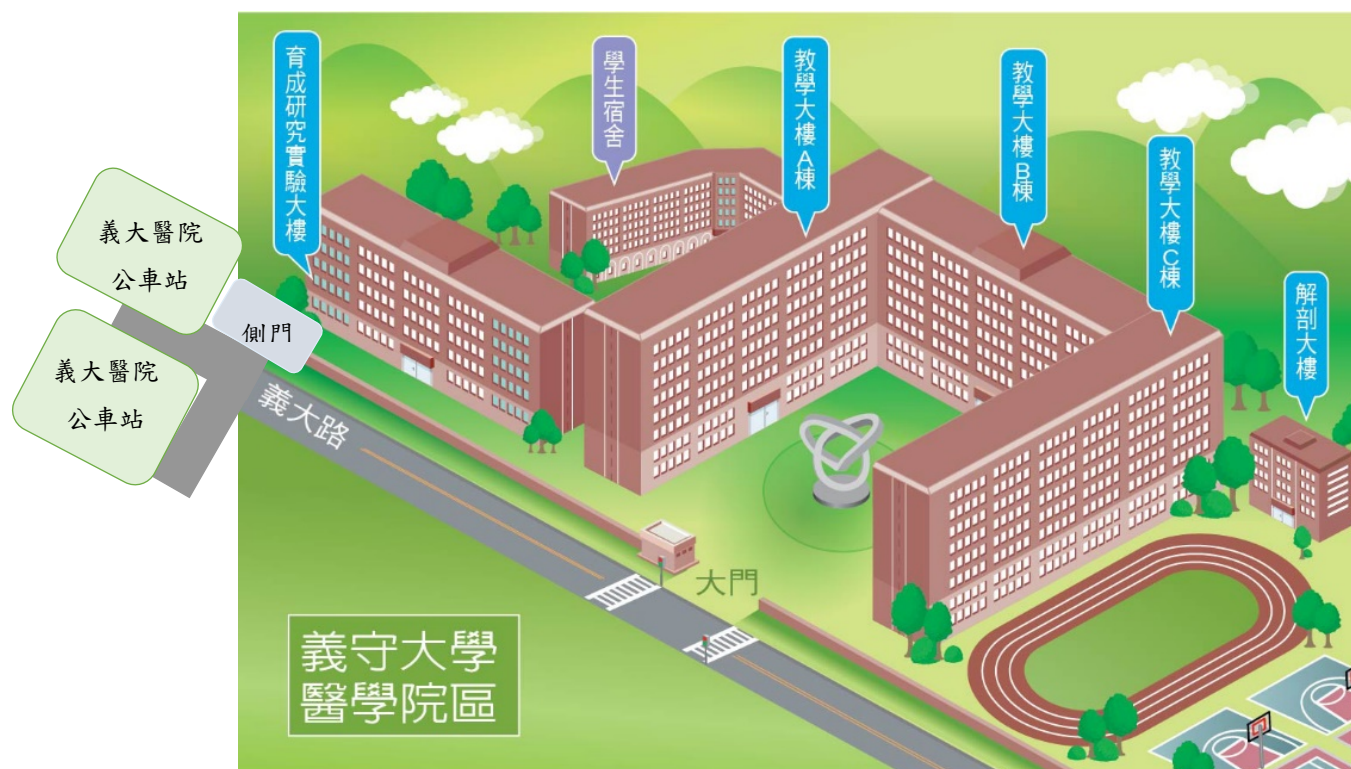 育成研究實驗大樓
學生宿舍
教學大樓A棟
教學大樓B棟
教學大樓C棟
解剖大樓
義大醫院
公車站
側門
義大醫院
公車站
義大路
大門
義守大學
醫學院區